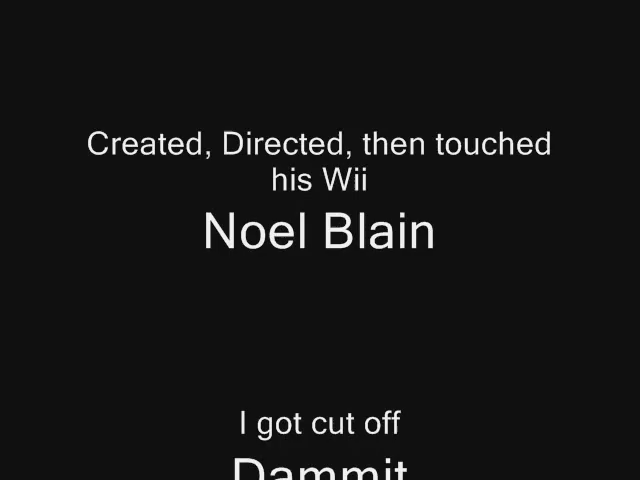 Created, Directed, then touched
his Wii
Noel Blain
I got cut off
Dammit